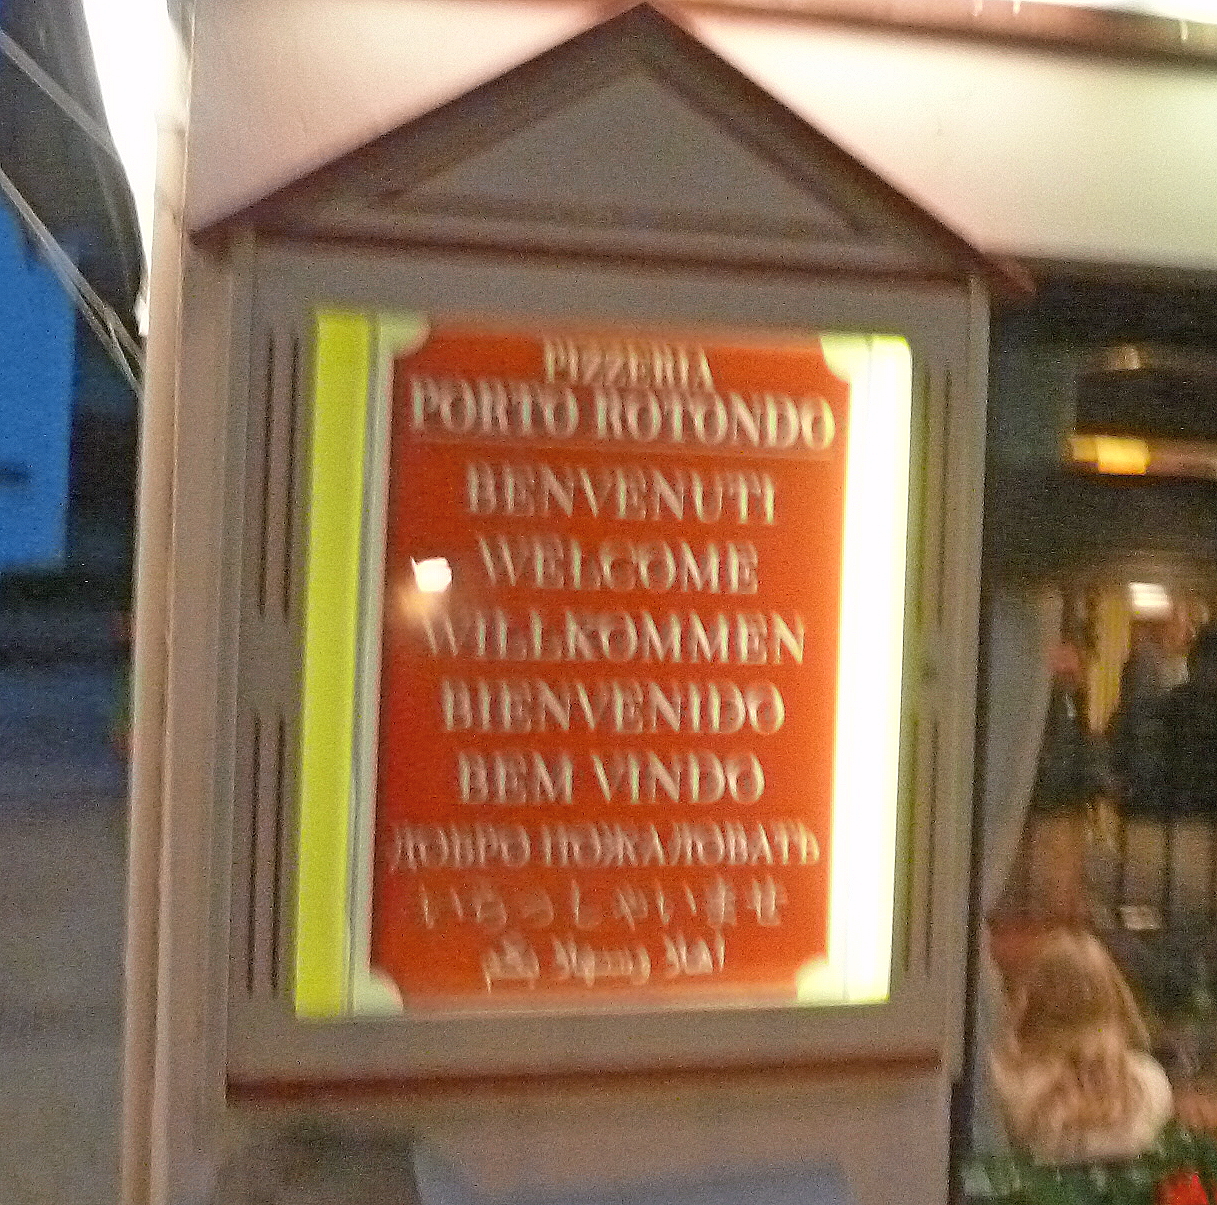 PIZZERIA
PORTO ROTONDO
BENVENUTI
WELCOME
WILLKOMMEN
BIENVENIDO
BEM VINDO
ДОБРО ПОЖАЛОВАТЬ
いらっしゃいませ
اهلا وسهلا بكم